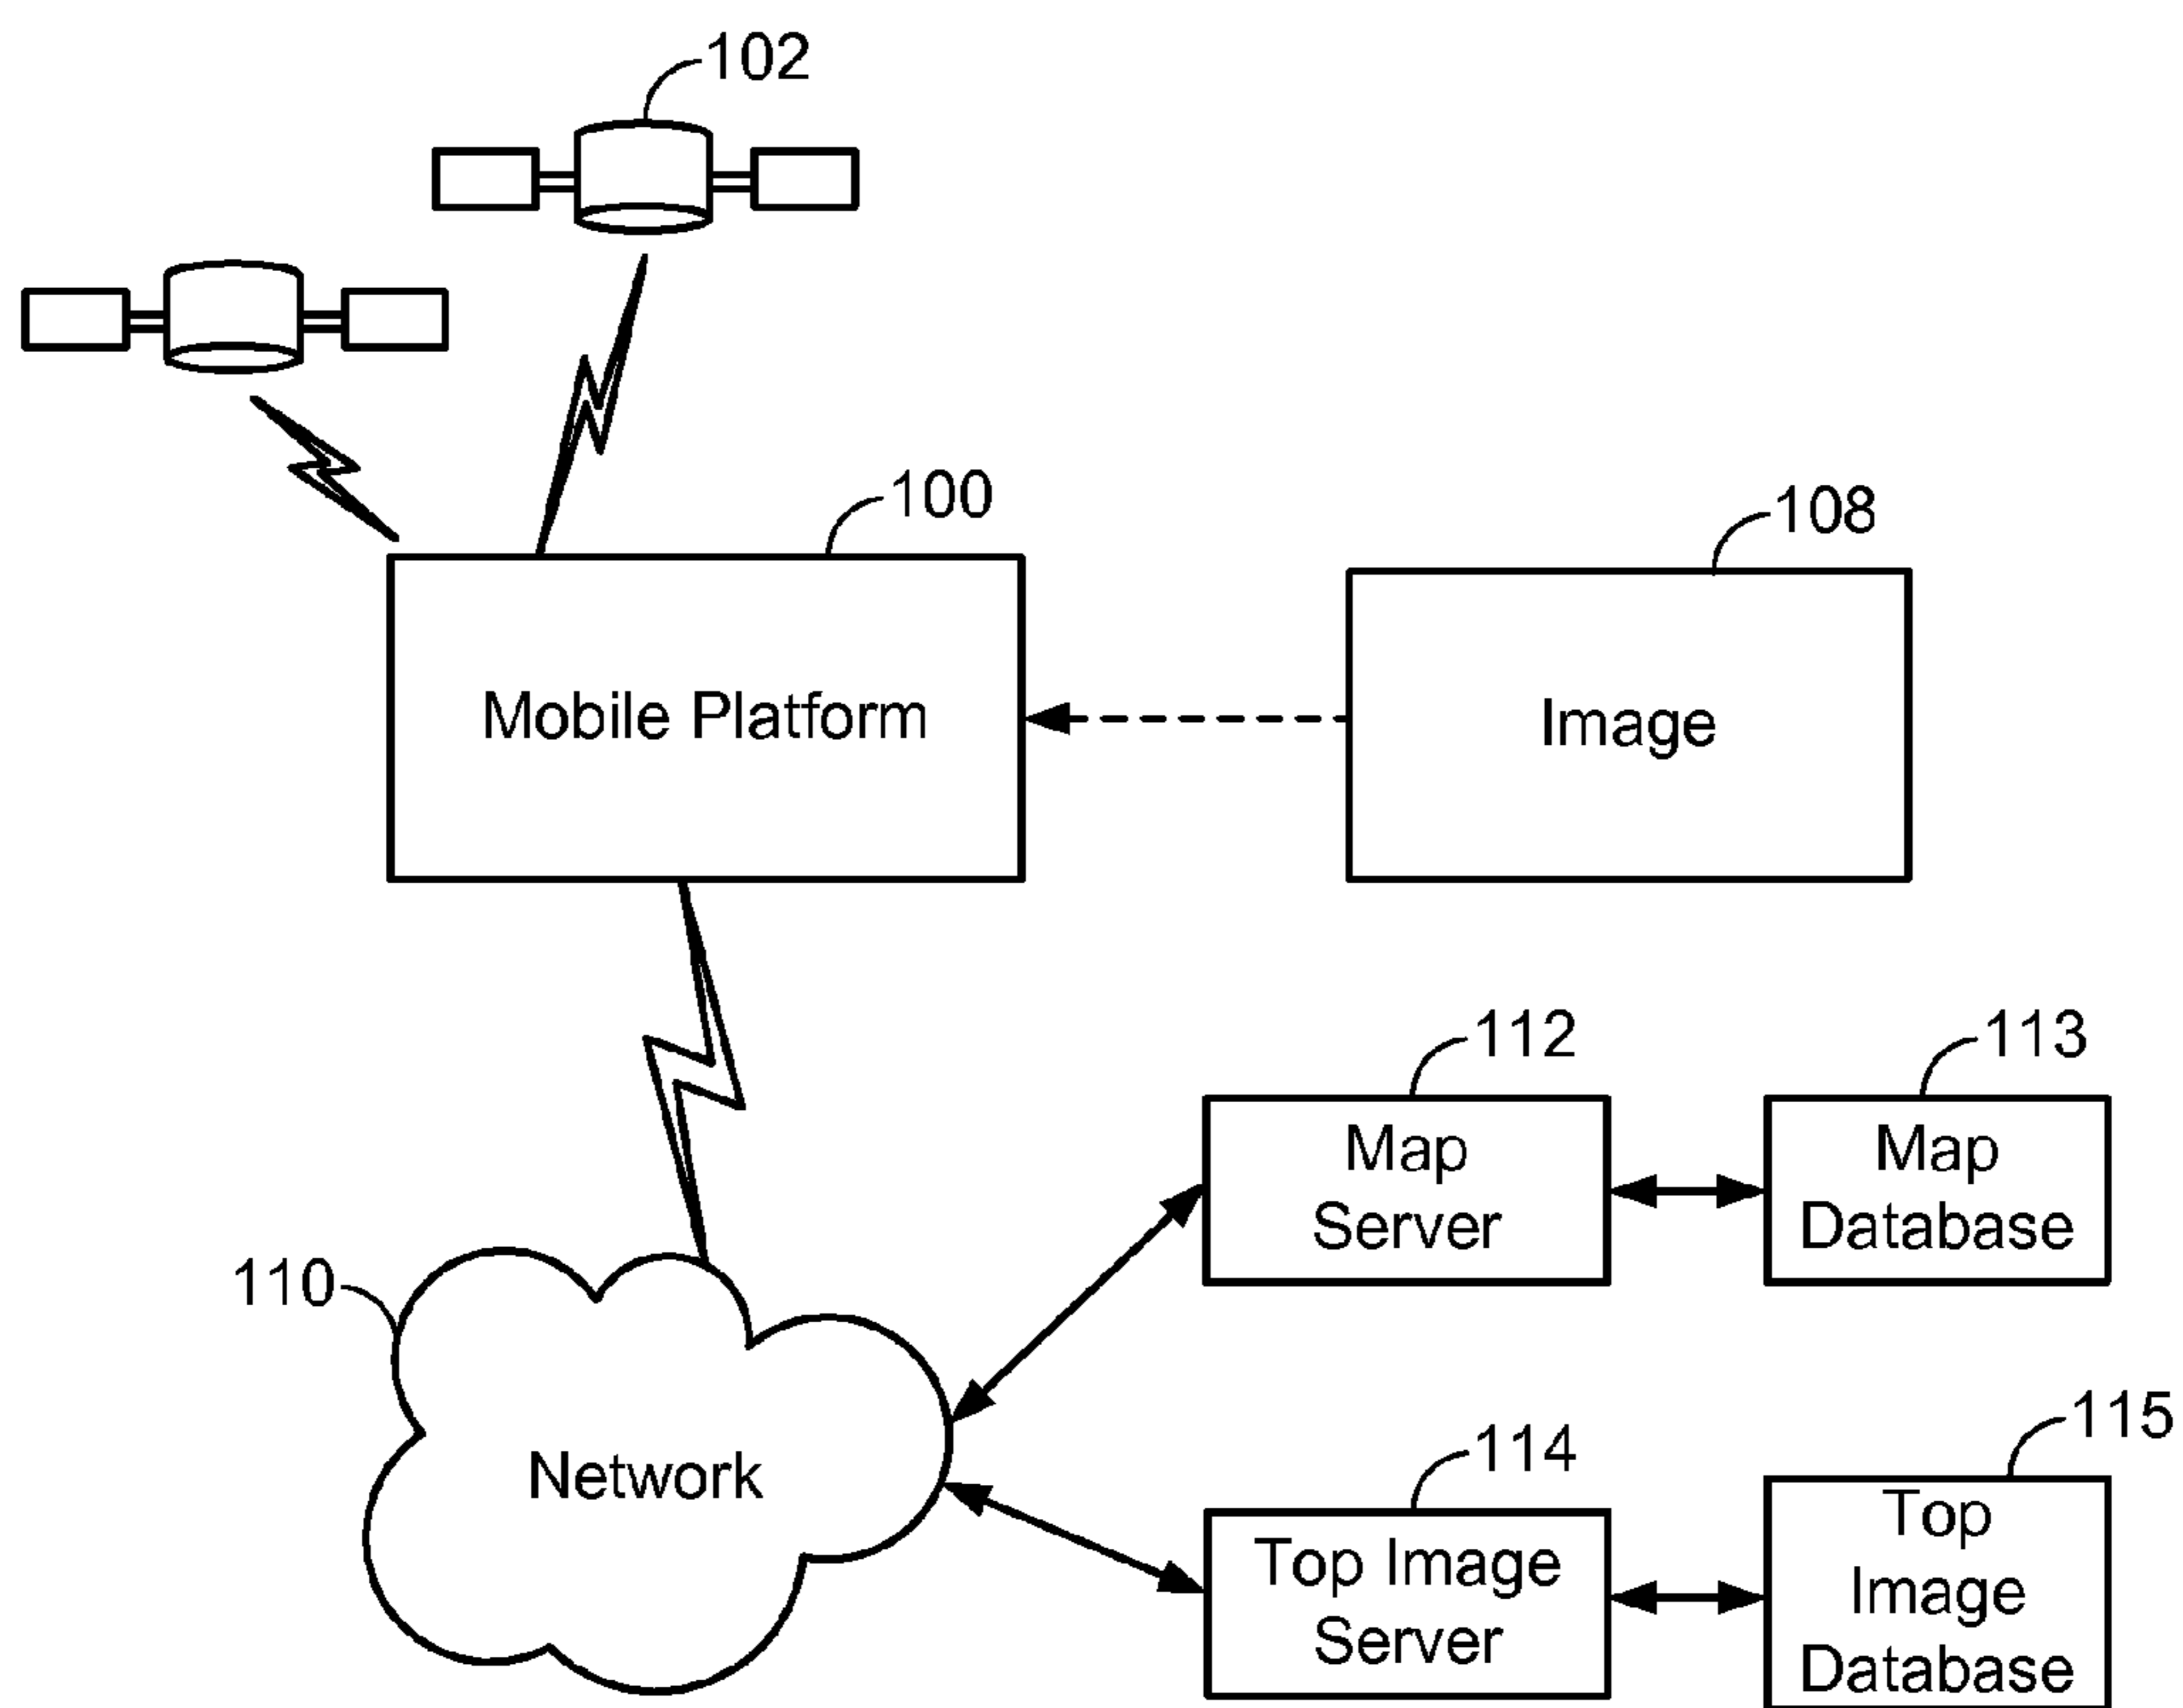 102
100
108
Mobile Platform
Image
112
113
Map
Server
Map
Database
110
Network
114
115
Top Image
Server
Top
Image
Database